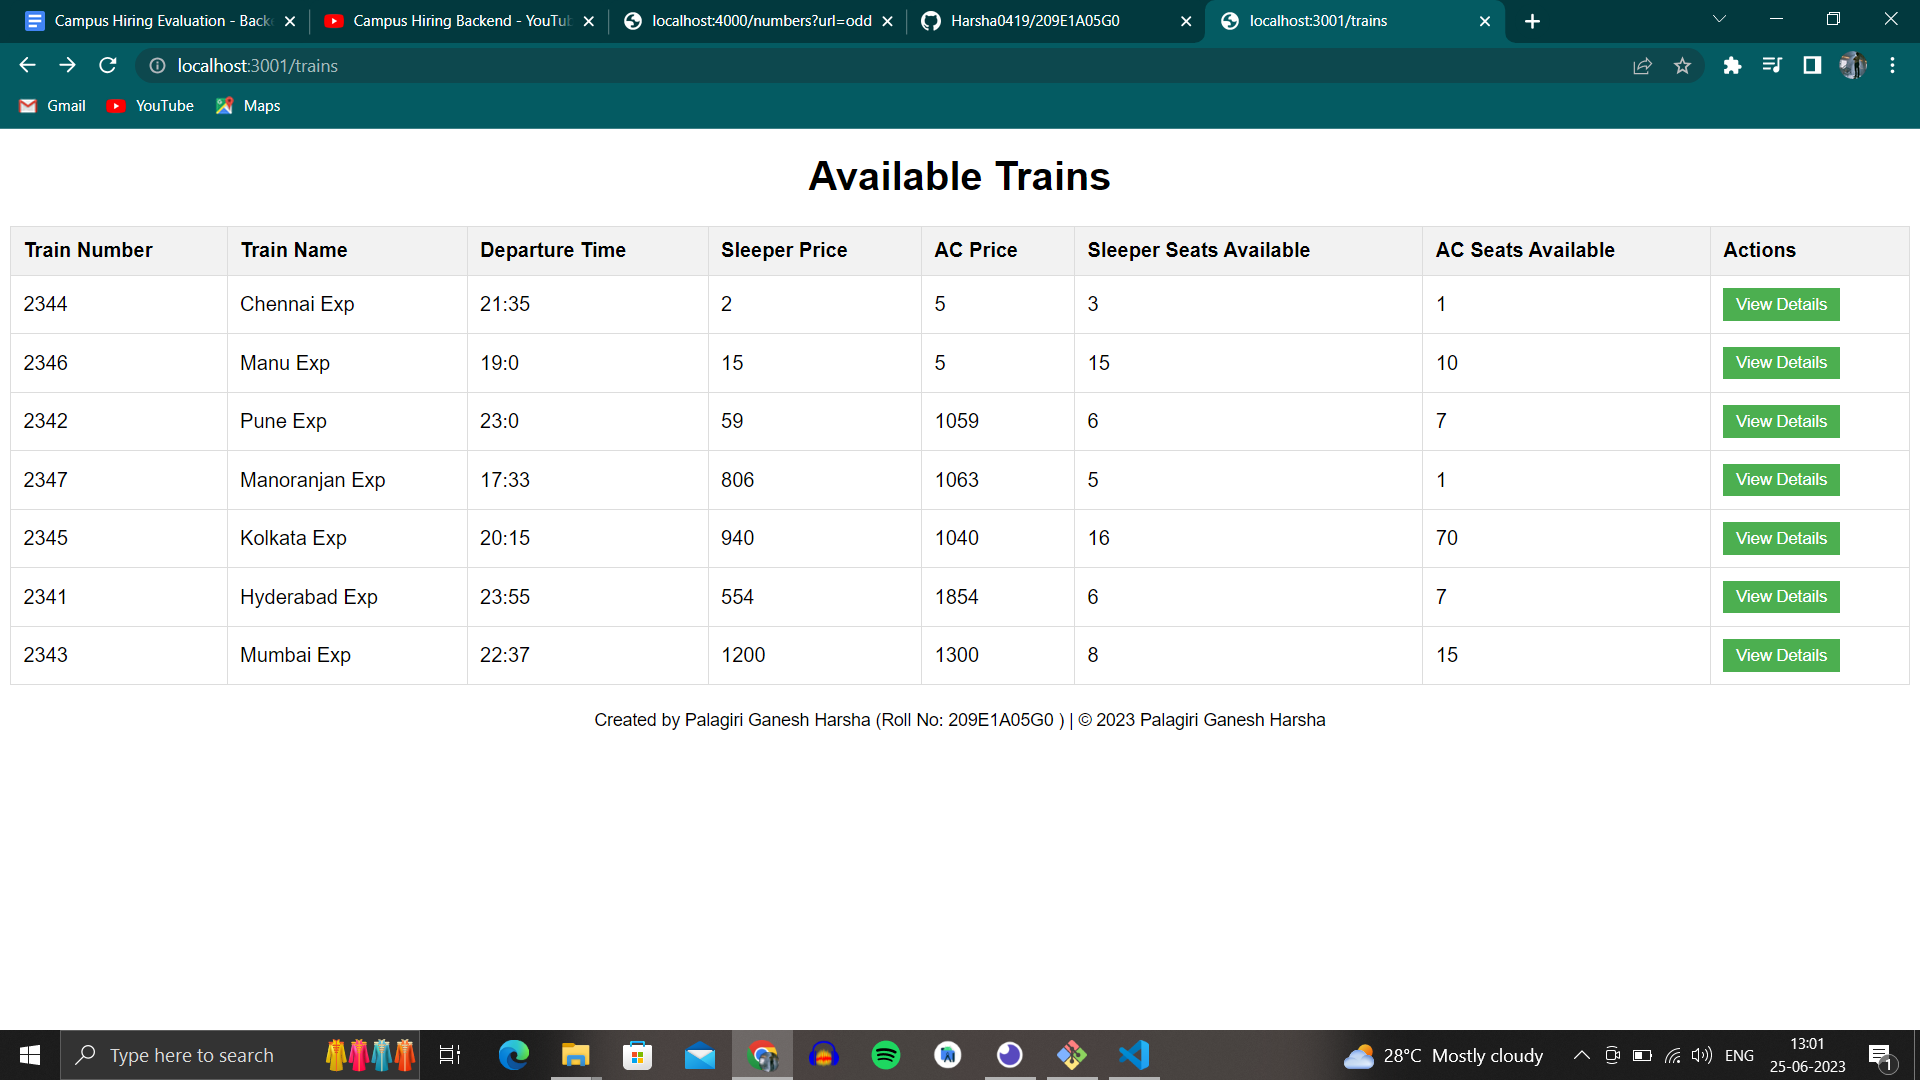 Campus Hiring Evaluation - Back
Campus Hiring Backend - YouTu
localhost:4000/numbers?url=odd
Harsha0419/209E1A05G0
localhost:3001/trains
localhost:3001/trains
Gmail YouTube Maps
Available Trains
Train Number Train Name Departure Time Sleeper Price AC Price Sleeper Seats Available AC Seats Available Actions
2344 Chennai Exp 21:35 2 5 3 1 View Details
2346 Manu Exp 19:0 15 5 15 10 View Details
2342 Pune Exp 23:0 59 1059 6 7 View Details
2347 Manoranjan Exp 17:33 806 1063 5 1 View Details
2345 Kolkata Exp 20:15 940 1040 16 70 View Details
2341 Hyderabad Exp 23:55 554 1854 6 7 View Details
2343 Mumbai Exp 22:37 1200 1300 8 15 View Details
Created by Palagiri Ganesh Harsha (Roll No: 209E1A05G0 ) | © 2023 Palagiri Ganesh Harsha
Type here to search
28°C Mostly cloudy
ENG
13:01
25-06-2023
1